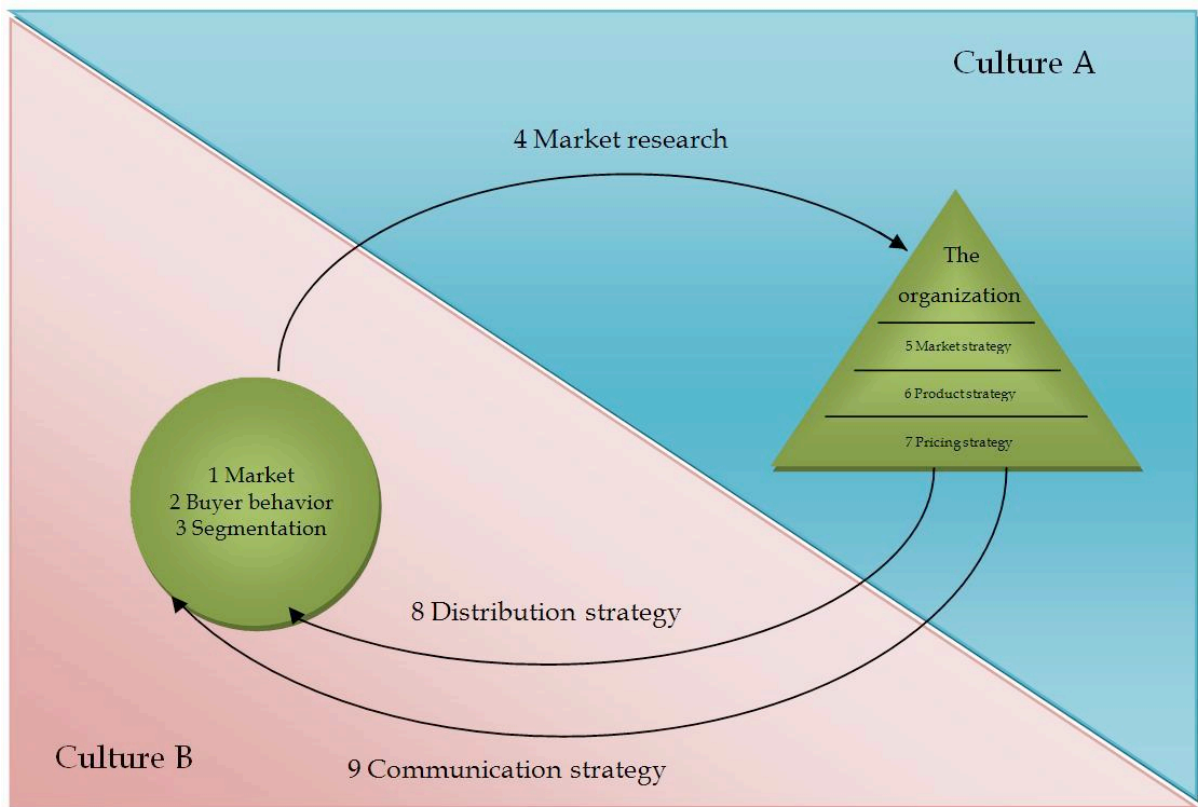 Culture A
4 Market research
The
organization
5 Market strategy
6 Product strategy
7 Pricing strategy
1 Market
2 Buyer behavior
3 Segmentation
8 Distribution strategy
Culture B
9 Communication strategy